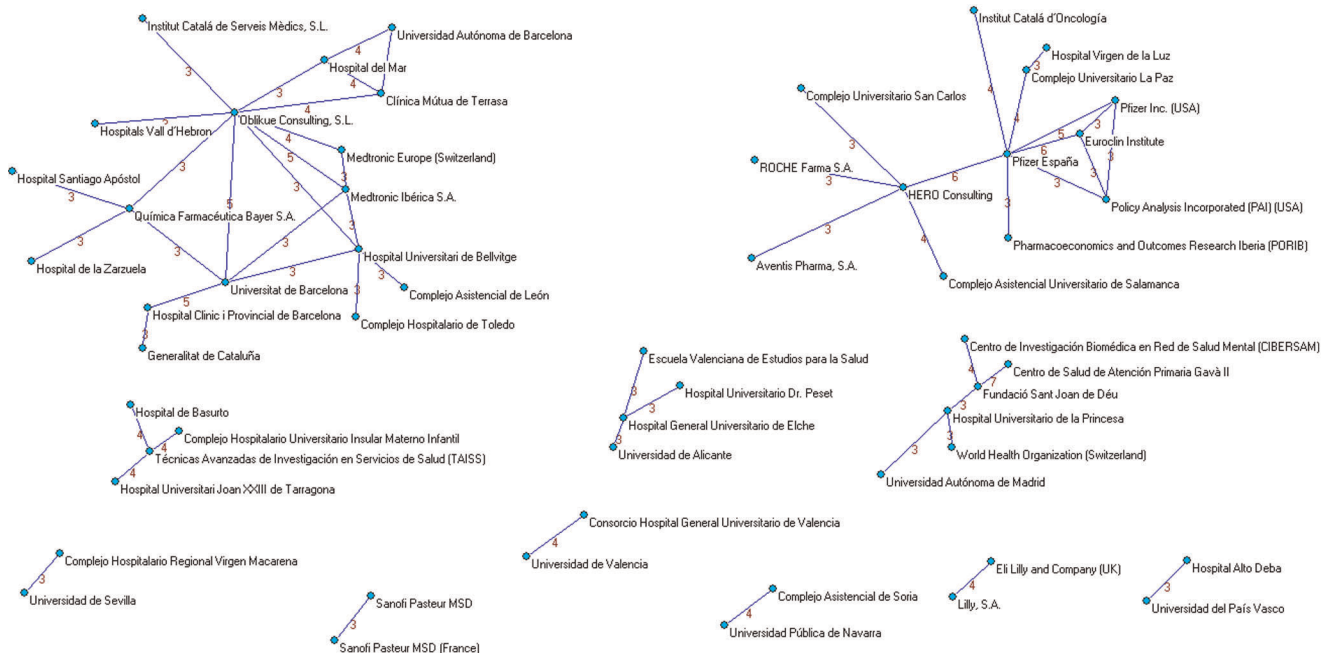 Institut Catalá de Serveis Mèdics, S.L.
Universidad Autónoma de Barcelona
4
Hospital del Mar
3
3
4
Clínica Mútua de Terrasa
4
Oblikue Consulting, S.L.
Hospitals Vall d'Hebron
4
Medtronic Europe (Switzerland)
5
3
3
3
Hospital Santiago Apóstol
3
Medtronic Ibérica S.A.
3
Química Farmacéutica Bayer S.A.
5
3
3
3
3
Hospital Universitari de Bellvitge
3
3
Hospital de la Zarzuela
Universitat de Barcelona
3
Complejo Asistencial de León
5
Hospital Clinic i Provincial de Barcelona
Complejo Hospitalario de Toledo
3
Generalitat de Cataluña
Institut Catalá d'Oncología
Hospital Virgen de la Luz
3
Complejo Universitario La Paz
4
Complejo Universitario San Carlos
4
Pfizer Inc. (USA)
3
5
Euroclin Institute
3
6
Pfizer España
3
3
ROCHE Farma S.A.
3
6
HERO Consulting
3
Policy Analysis Incorporated (PAI) (USA)
3
4
Pharmacoeconomics and Outcomes Research Iberia (PORIB)
Aventis Pharma, S.A.
Complejo Asistencial Universitario de Salamanca
Hospital de Basurto
4
Complejo Hospitalario Universitario Insular Materno Infantil
4
Técnicas Avanzadas de Investigación en Servicios de Salud (TAISS)
4
Hospital Universitari Joan XXIII de Tarragona
Escuela Valenciana de Estudios para la Salud
3
Hospital Universitario Dr. Peset
3
Hospital General Universitario de Elche
3
Universidad de Alicante
Centro de Investigación Biomédica en Red de Salud Mental (CIBERSAM)
4
Centro de Salud de Atención Primaria Gavà II
7
Fundació Sant Joan de Déu
3
Hospital Universitario de la Princesa
3
3
World Health Organization (Switzerland)
Universidad Autónoma de Madrid
Complejo Hospitalario Regional Virgen Macarena
3
Universidad de Sevilla
Sanofi Pasteur MSD
3
Sanofi Pasteur MSD (France)
Consorcio Hospital General Universitario de Valencia
4
Universidad de Valencia
Complejo Asistencial de Soria
4
Universidad Pública de Navarra
Eli Lilly and Company (UK)
4
Lilly, S.A.
Hospital Alto Deba
3
Universidad del País Vasco